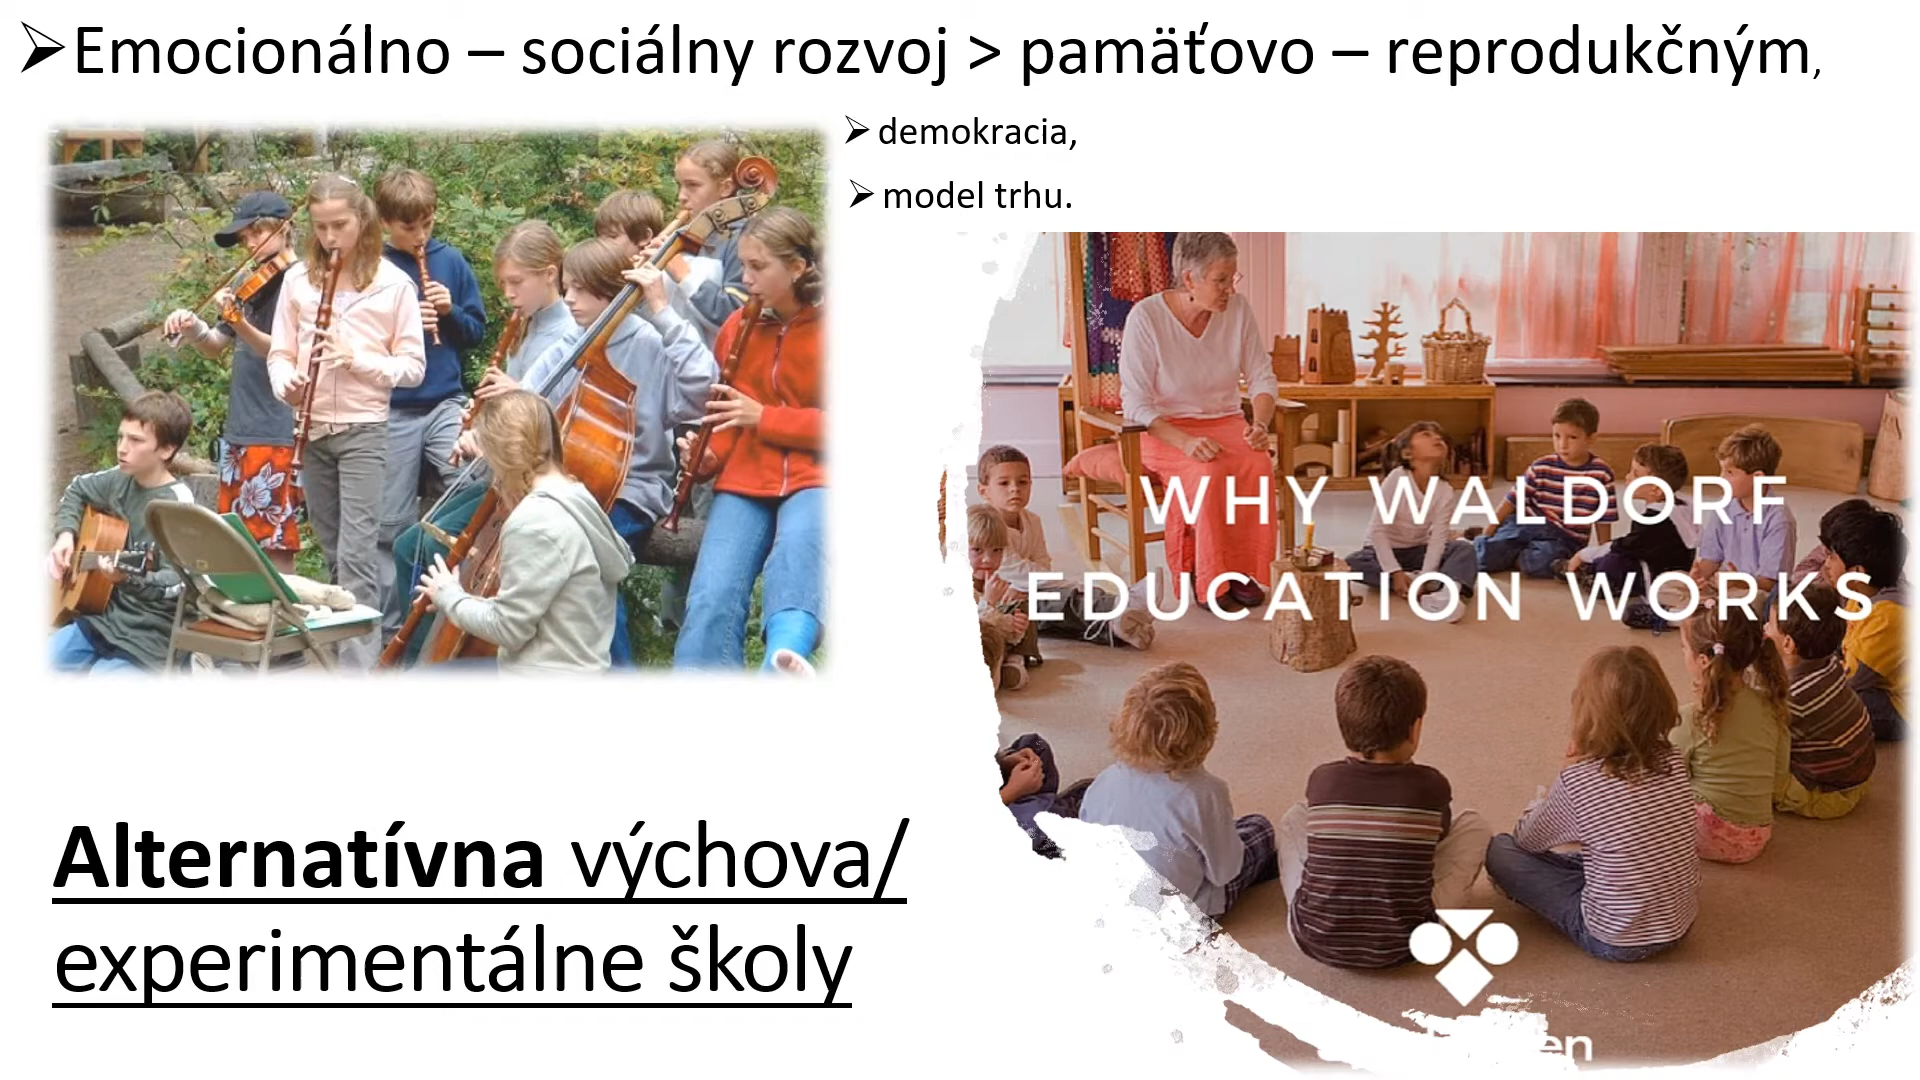 Emocionálno – sociálny rozvoj > pamäťovo – reprodukčným,
demokracia,
model trhu.
WHY WALDORF
EDUCATION WORKS
Alternatívna výchova/
experimentálne školy